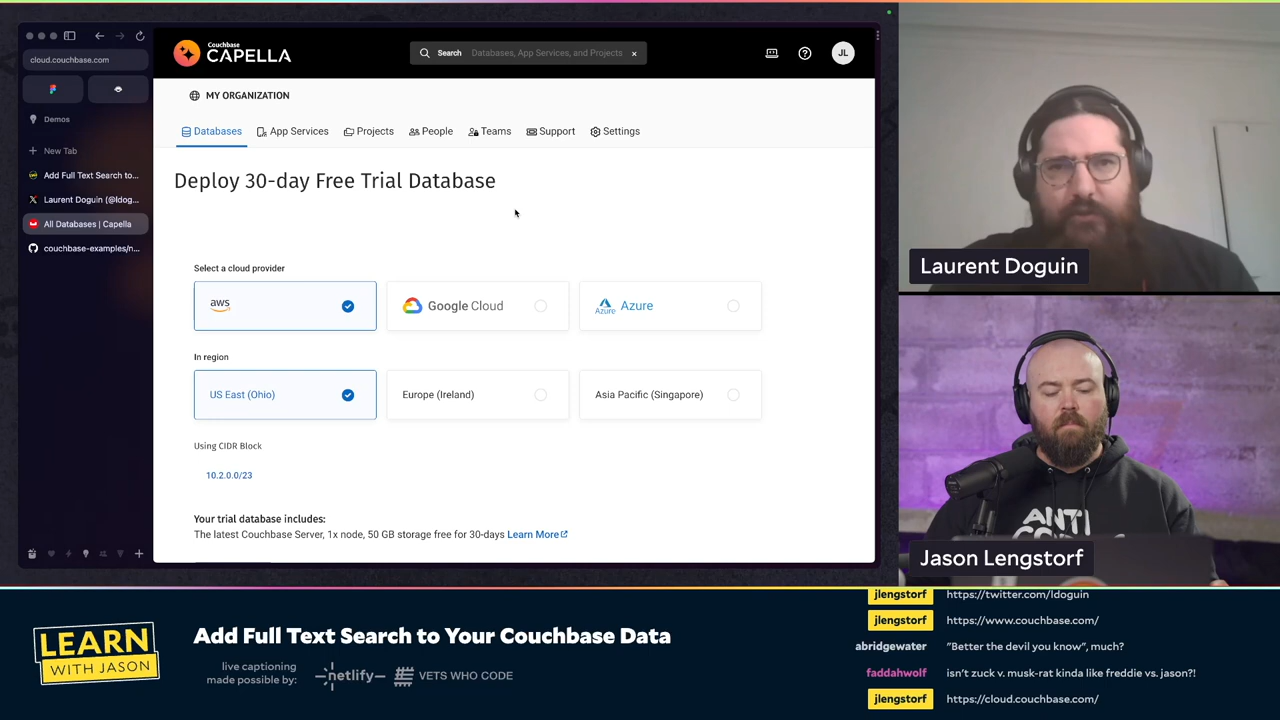 cloud.couchbase.com
Demos
New Tab
Add Full Text Search to...
Laurent Doguin (@ldog...
All Databases | Capella
couchbase-examples/n...
Couchbase
CAPELLA
Search Databases, App Services, and Projects ×
JL
MY ORGANIZATION
Databases App Services Projects People Teams Support Settings
Deploy 30-day Free Trial Database
Select a cloud provider
aws
Google Cloud
Azure Azure
In region
US East (Ohio)
Europe (Ireland)
Asia Pacific (Singapore)
Using CIDR Block
10.2.0.0/23
Your trial database includes:
The latest Couchbase Server, 1x node, 50 GB storage free for 30-days Learn More
Laurent Doguin
ANTI
Jason Lengstorf
LEARN
WITH JASON
Add Full Text Search to Your Couchbase Data
live captioning
made possible by:
netlify
VETS WHO CODE
jlengstorf https://twitter.com/ldoguin
jlengstorf https://www.couchbase.com/
abridgewater "Better the devil you know", much?
faddahwolf isn't zuck v. musk-rat kinda like freddie vs. jason?!
jlengstorf https://cloud.couchbase.com/